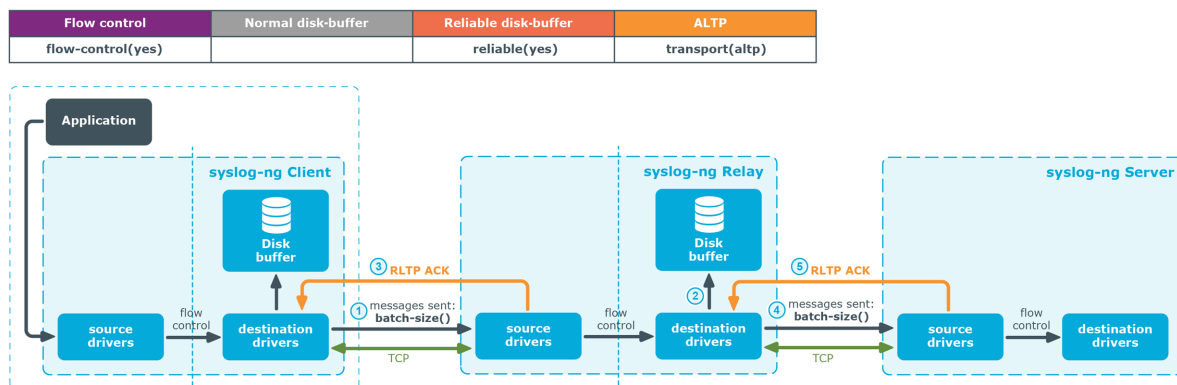 Flow control Normal disk-buffer Reliable disk-buffer ALTP
flow-control(yes) reliable(yes) transport(altp)
Application
syslog-ng Client
syslog-ng Relay
syslog-ng Server
Disk
buffer
Disk
buffer
3 RLTP ACK
5 RLTP ACK
2
source
drivers
flow
control
destination
drivers
1 messages sent:
batch-size()
TCP
source
drivers
flow
control
destination
drivers
4 messages sent:
batch-size()
TCP
source
drivers
flow
control
destination
drivers